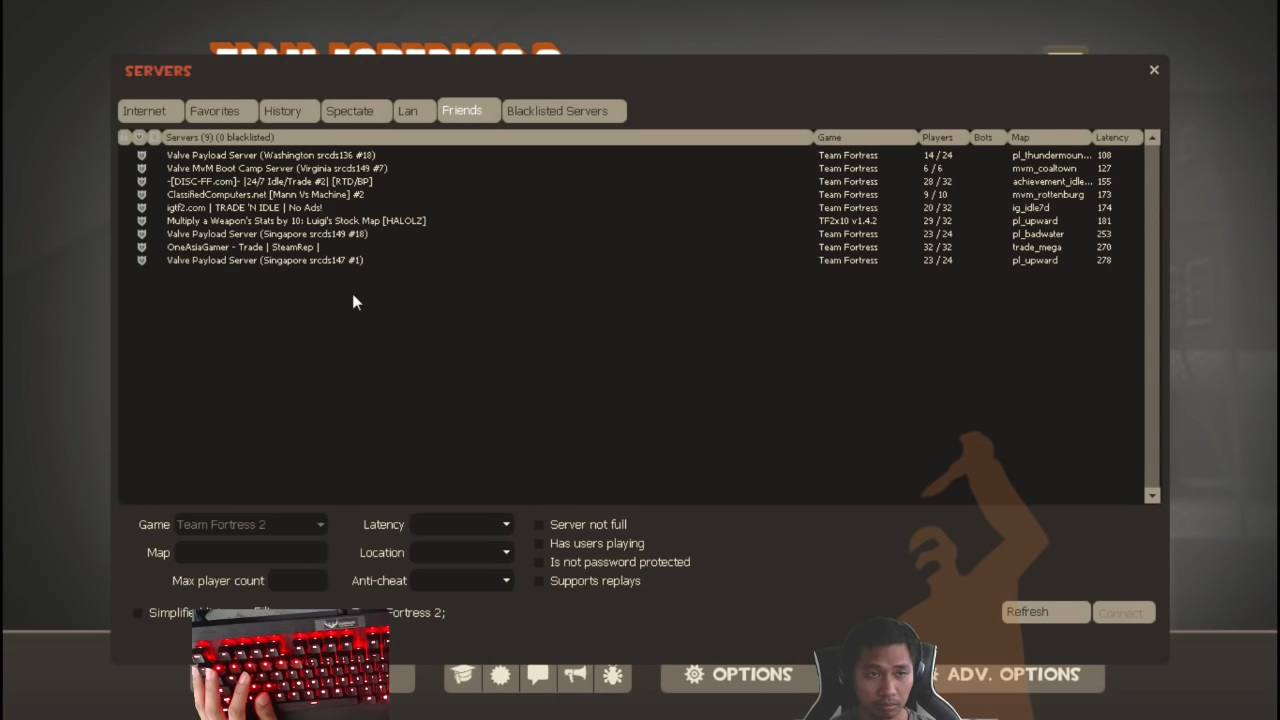 TEAM FORTRESS 2
SERVERS
Internet Favorites History Spectate Lan Friends Blacklisted Servers
Servers (9) (0 blacklisted) Game Players Bots Map Latency
Valve Payload Server (Washington srcds136 #18) Team Fortress 14 / 24 pl_thundermoun... 108
Valve MvM Boot Camp Server (Virginia srcds149 #7) Team Fortress 6 / 6 mvm_coaltown 127
-[DISC-FF.com]- |24/7 Idle/Trade #2| [RTD/BP] Team Fortress 28 / 32 achievement_idle... 155
ClassifiedComputers.net [Mann Vs Machine] #2 Team Fortress 9 / 10 mvm_rottenburg 173
igtf2.com | TRADE 'N IDLE | No Ads! Team Fortress 20 / 32 ig_idle7d 174
Multiply a Weapon's Stats by 10: Luigi's Stock Map [HALOLZ] TF2x10 v1.4.2 29 / 32 pl_upward 181
Valve Payload Server (Singapore srcds149 #18) Team Fortress 23 / 24 pl_badwater 253
OneAsiaGamer - Trade | SteamRep | Team Fortress 32 / 32 trade_mega 270
Valve Payload Server (Singapore srcds147 #1) Team Fortress 23 / 24 pl_upward 278
Game Team Fortress 2 Latency Server not full
Has users playing
Map Location Is not password protected
Max player count Anti-cheat Supports replays
Simplifie Fortress 2;
Refresh Connect
OPTIONS ADV. OPTIONS